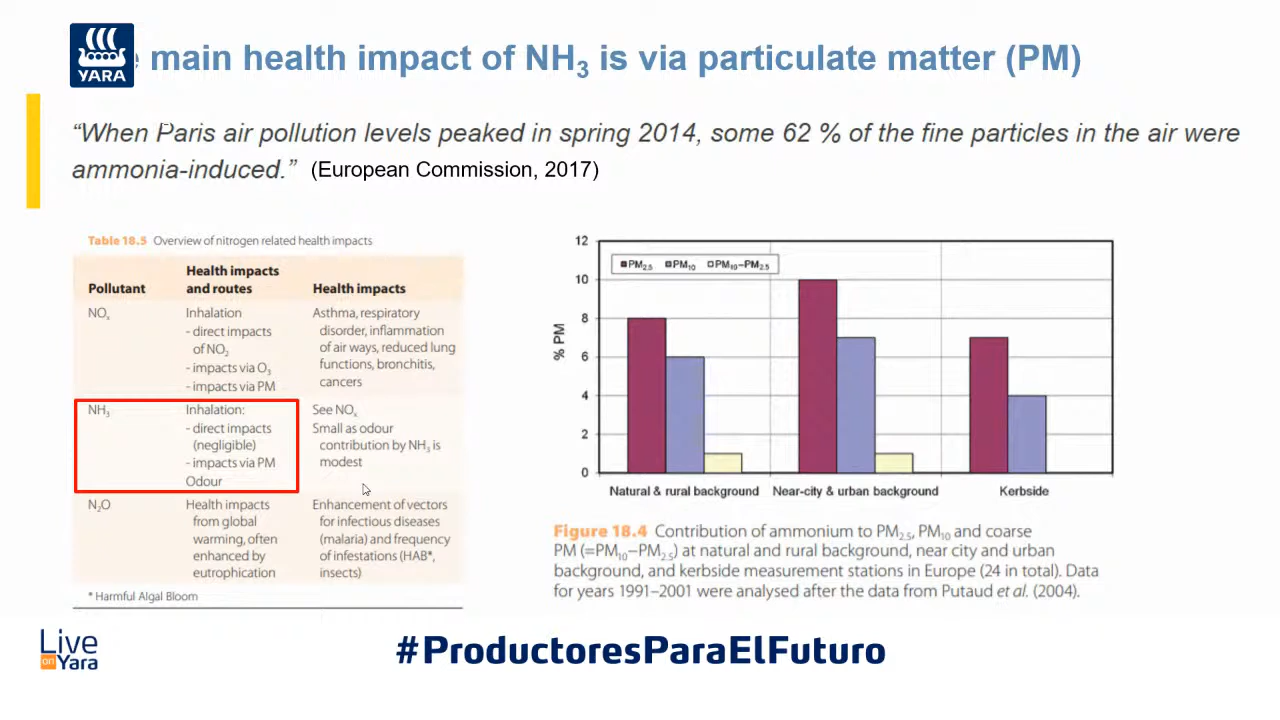 YARA
main health impact of NH₃ is via particulate matter (PM)
“When Paris air pollution levels peaked in spring 2014, some 62 % of the fine particles in the air were
ammonia-induced.” (European Commission, 2017)
Table 18.5 Overview of nitrogen related health impacts
Pollutant Health impacts and routes Health impacts
NOₓ
Inhalation
- direct impacts
of NO₂
- impacts via O₃
- impacts via PM
Asthma, respiratory
disorder, inflammation
of air ways, reduced lung
functions, bronchitis,
cancers
NH₃
Inhalation:
- direct impacts
(negligible)
- impacts via PM
Odour
See NOₓ
Small as odour
contribution by NH₃ is
modest
N₂O
Health impacts
from global
warming, often
enhanced by
eutrophication
Enhancement of vectors
for infectious diseases
(malaria) and frequency
of infestations (HAB*,
insects)
* Harmful Algal Bloom
12
10
8
6
4
2
0
% PM
PM₂.₅ PM₁₀ PM₁₀–PM₂.₅
Natural & rural background Near-city & urban background Kerbside
Figure 18.4 Contribution of ammonium to PM₂.₅, PM₁₀ and coarse
PM (=PM₁₀–PM₂.₅) at natural and rural background, near city and urban
background, and kerbside measurement stations in Europe (24 in total). Data
for years 1991–2001 were analysed after the data from Putaud et al. (2004).
Live
on Yara
#ProductoresParaElFuturo